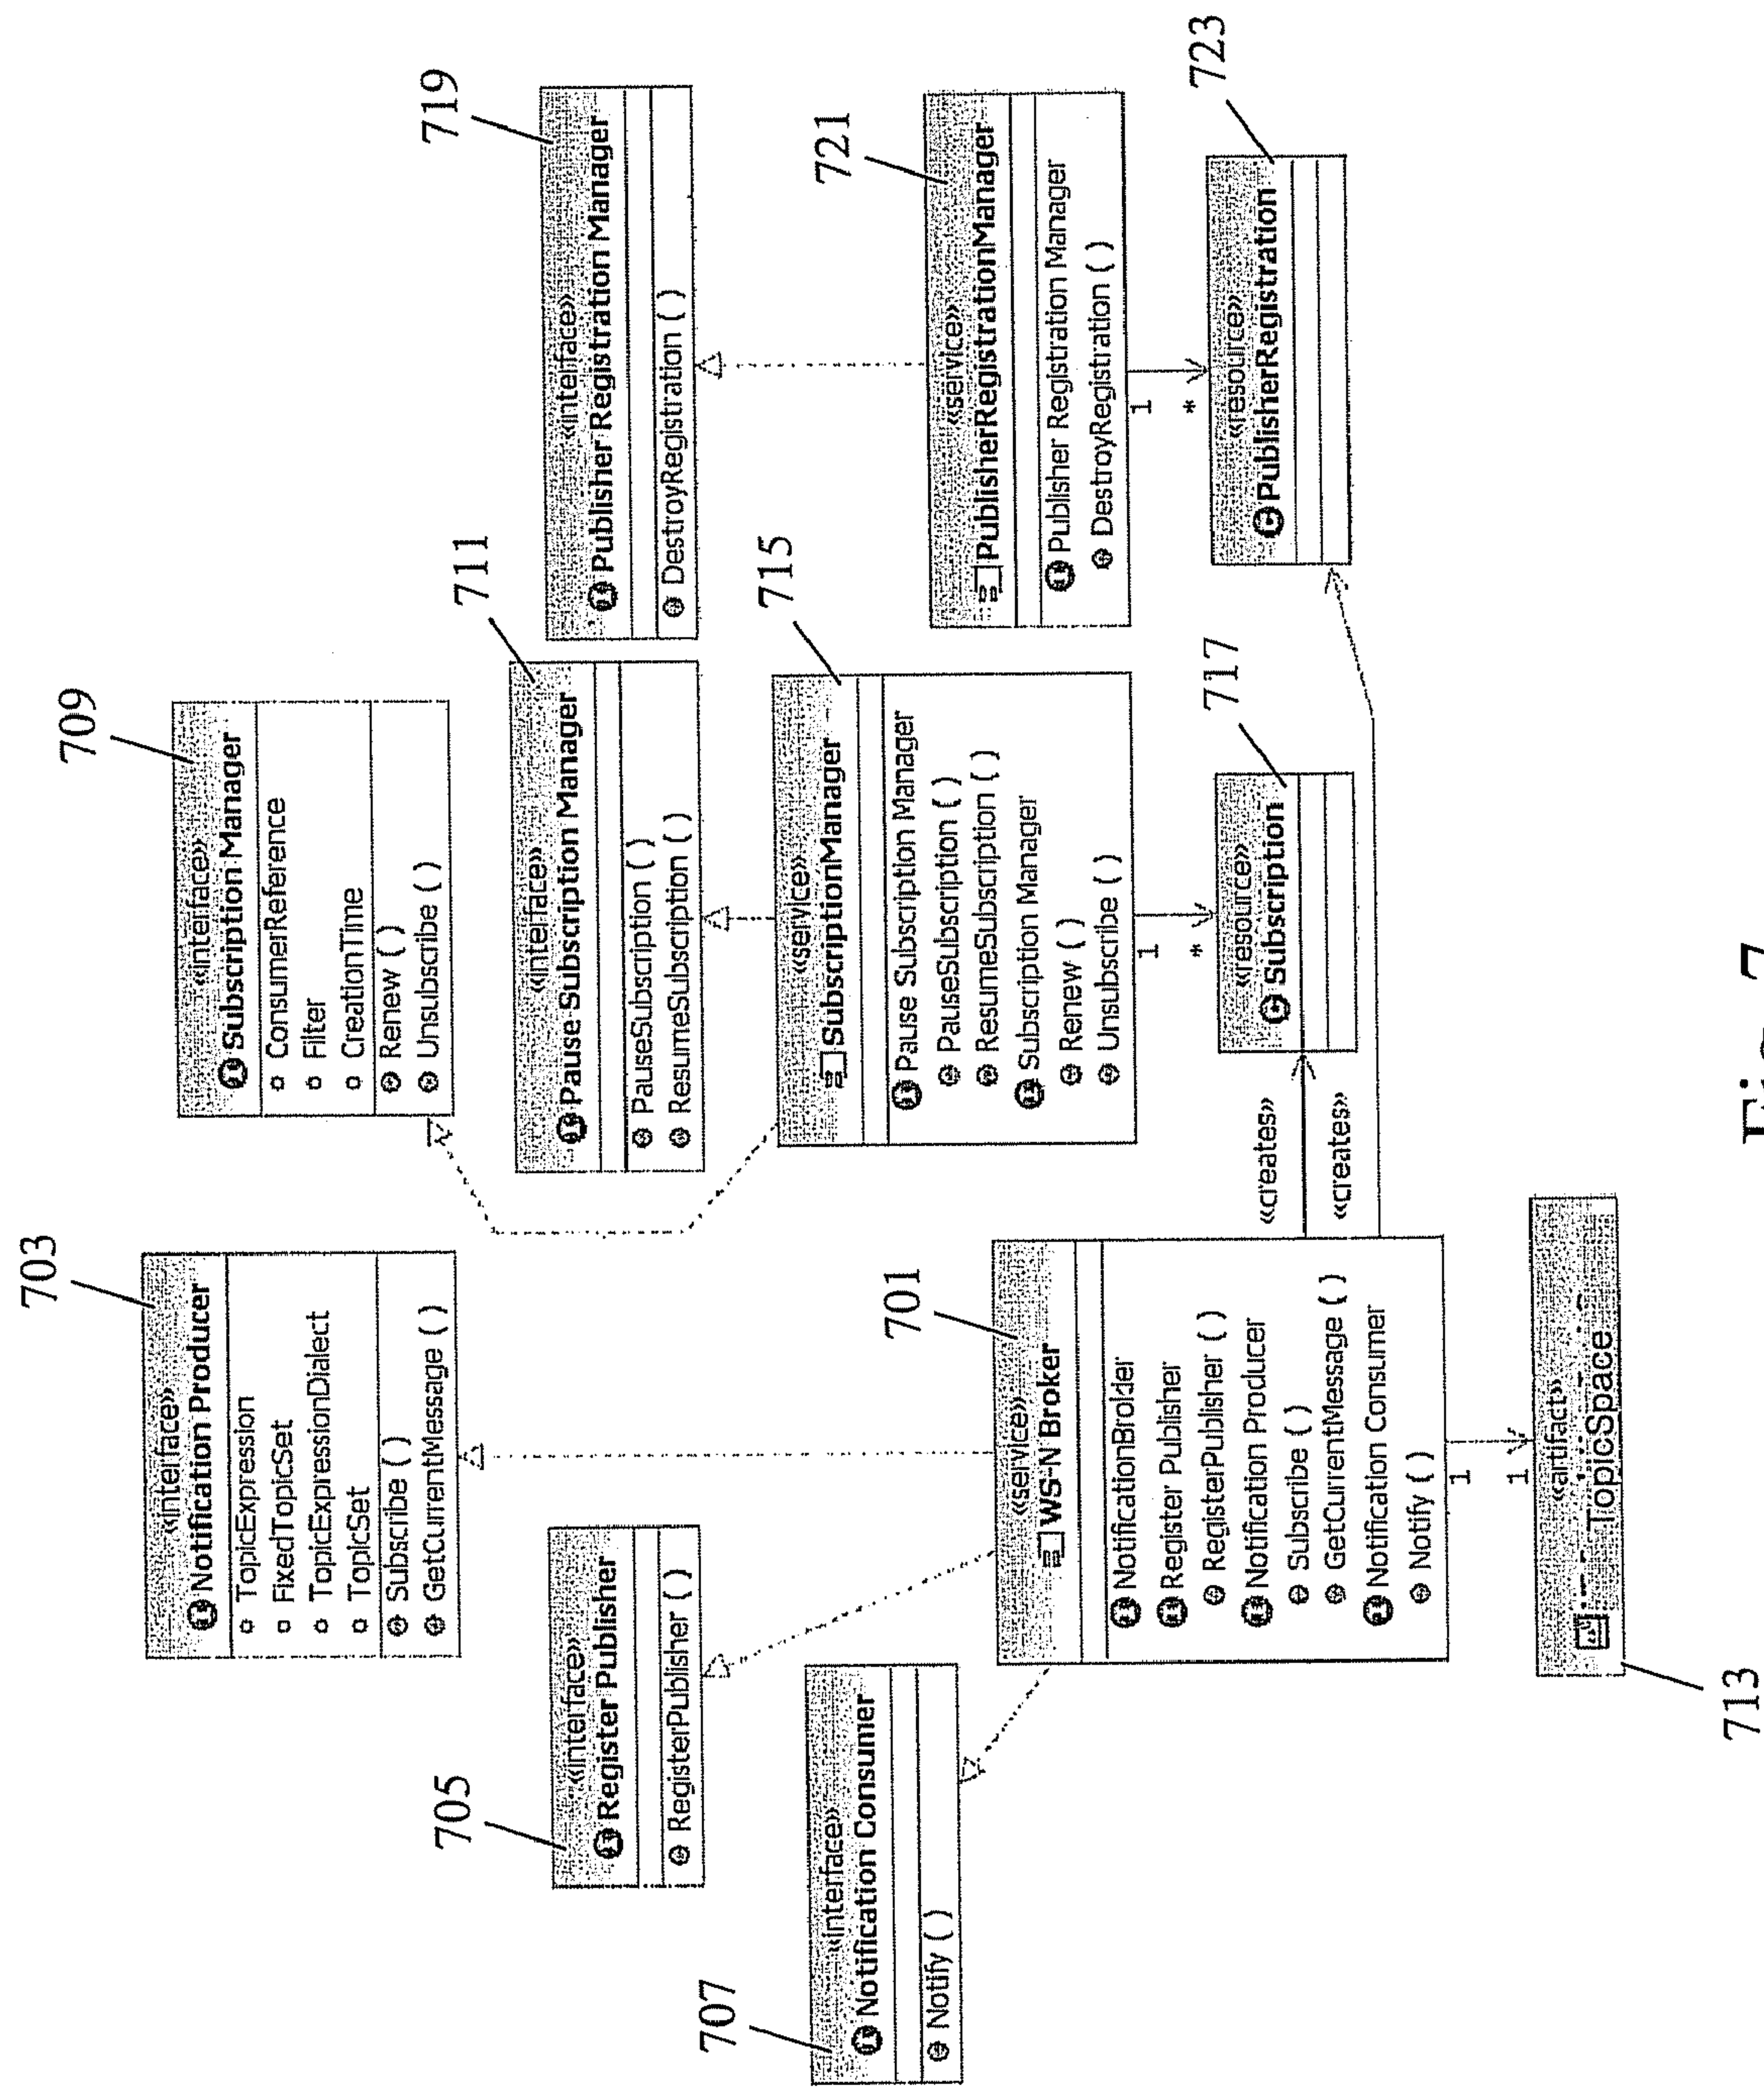 703
«interface»
Notification Producer
TopicExpression
FixedTopicSet
TopicExpressionDialect
TopicSet
Subscribe ( )
GetCurrentMessage ( )
709
«interface»
Subscription Manager
ConsumerReference
Filter
CreationTime
Renew ( )
Unsubscribe ( )
705
«interface»
Register Publisher
RegisterPublisher ( )
711
«interface»
Pause Subscription Manager
PauseSubscription ( )
ResumeSubscription ( )
719
«interface»
Publisher Registration Manager
DestroyRegistration ( )
707
«interface»
Notification Consumer
Notify ( )
701
«service»
WS-N Broker
NotificationBrolder
Register Publisher
RegisterPublisher ( )
Notification Producer
Subscribe ( )
GetCurrentMessage ( )
Notification Consumer
Notify ( )
715
«service»
SubscriptionManager
Pause Subscription Manager
PauseSubscription ( )
ResumeSubscription ( )
Subscription Manager
Renew ( )
Unsubscribe ( )
721
«service»
PublisherRegistrationManager
Publisher Registration Manager
DestroyRegistration ( )
1
*
1
*
«creates»
«creates»
717
«resource»
Subscription
723
«resource»
PublisherRegistration
1
1
713
«artifact»
TopicSpace